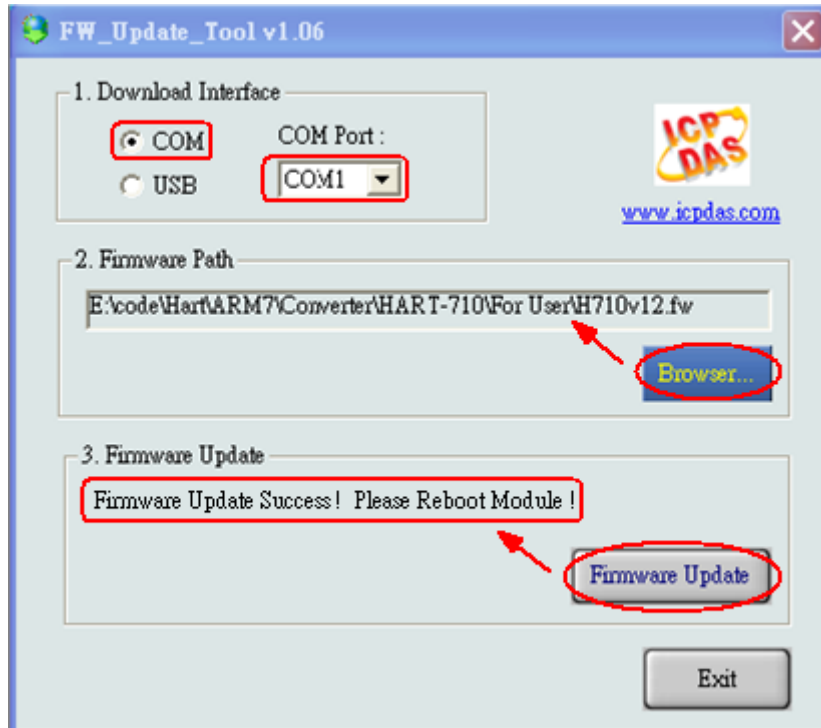 FW_Update_Tool v1.06
1. Download Interface
COM
COM Port :
USB
COM1
ICP
DAS
www.icpdas.com
2. Firmware Path
E:\code\Hart\ARM7\Converter\HART-710\For User\H710v12.fw
Browser...
3. Firmware Update
Firmware Update Success! Please Reboot Module !
Firmware Update
Exit